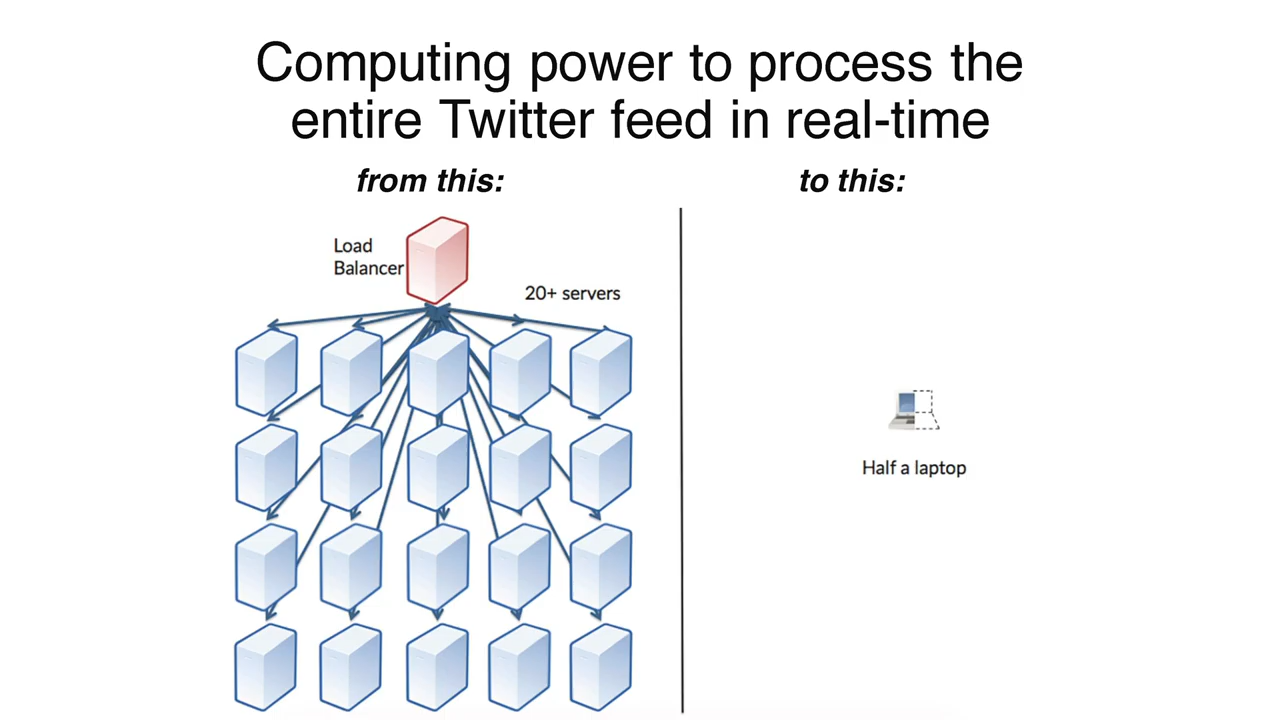 Computing power to process the
entire Twitter feed in real-time
from this:
to this:
Load
Balancer
20+ servers
Half a laptop